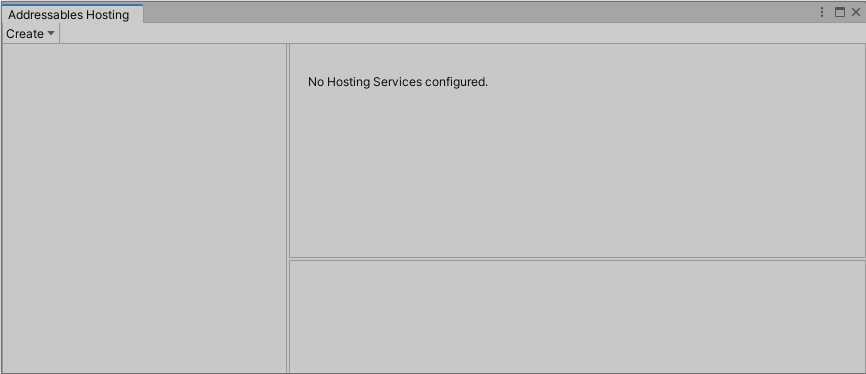 Addressables Hosting
Create
No Hosting Services configured.